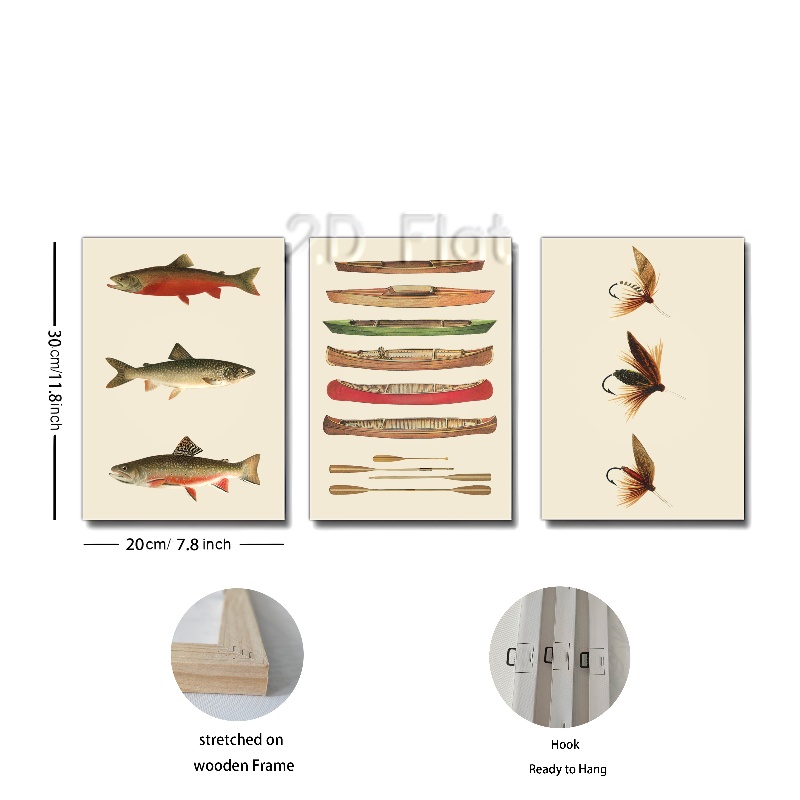 2D Flat
30cm/11.8inch
20cm/ 7.8 inch
stretched on
wooden Frame
Hook
Ready to Hang